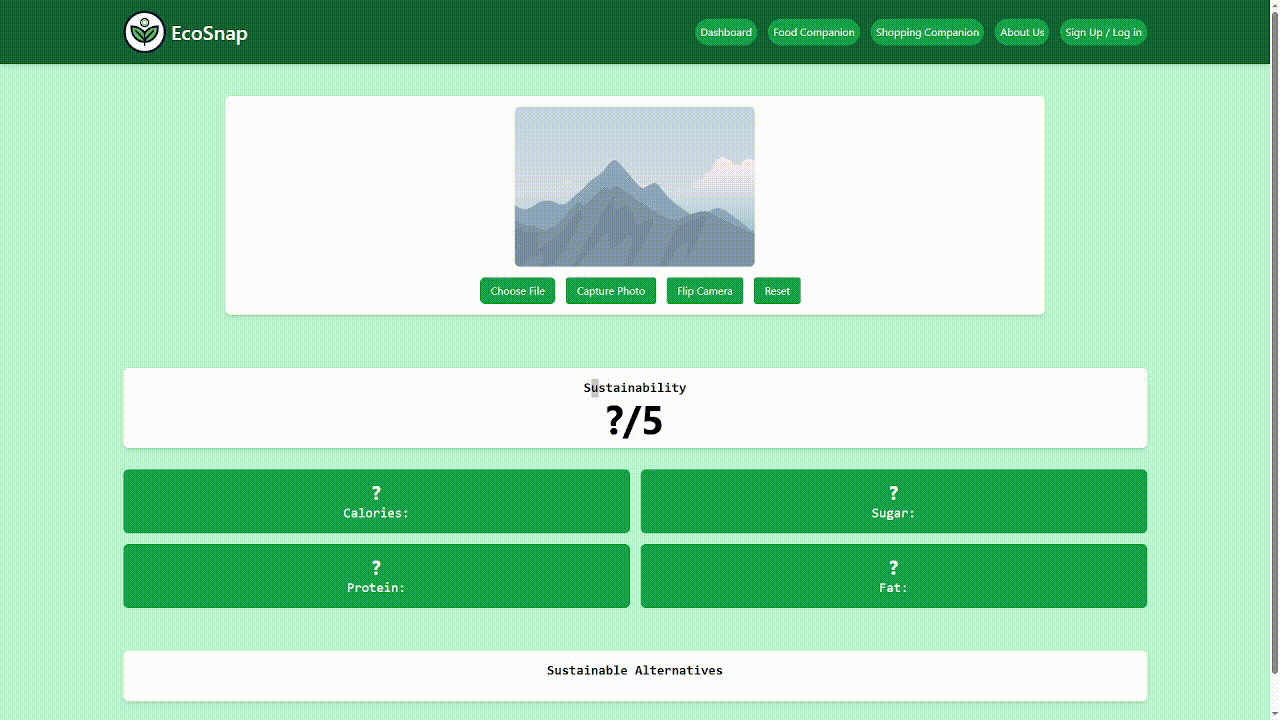 EcoSnap
Dashboard
Food Companion
Shopping Companion
About Us
Sign Up / Log in
Choose File
Capture Photo
Flip Camera
Reset
Sustainability
?/5
?
Calories:
?
Sugar:
?
Protein:
?
Fat:
Sustainable Alternatives